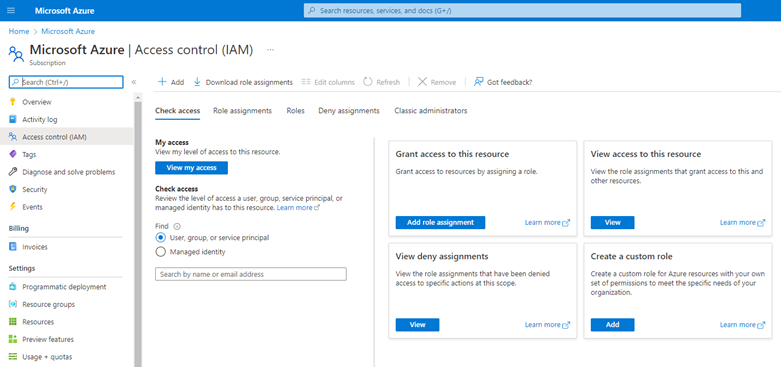 Microsoft Azure
Search resources, services, and docs (G+/)
Home > Microsoft Azure
Microsoft Azure | Access control (IAM) ...
Subscription
Search (Ctrl+/)
«
Overview
Activity log
Access control (IAM)
Tags
Diagnose and solve problems
Security
Events
Billing
Invoices
Settings
Programmatic deployment
Resource groups
Resources
Preview features
Usage + quotas
+ Add
Download role assignments
Edit columns
Refresh
Remove
Got feedback?
Check access
Role assignments
Roles
Deny assignments
Classic administrators
My access
View my level of access to this resource.
View my access
Check access
Review the level of access a user, group, service principal, or
managed identity has to this resource. Learn more
Find
User, group, or service principal
Managed identity
Search by name or email address
Grant access to this resource
Grant access to resources by assigning a role.
Add role assignment
Learn more
View access to this resource
View the role assignments that grant access to this and
other resources.
View
Learn more
View deny assignments
View the role assignments that have been denied
access to specific actions at this scope.
View
Learn more
Create a custom role
Create a custom role for Azure resources with your own
set of permissions to meet the specific needs of your
organization.
Add
Learn more